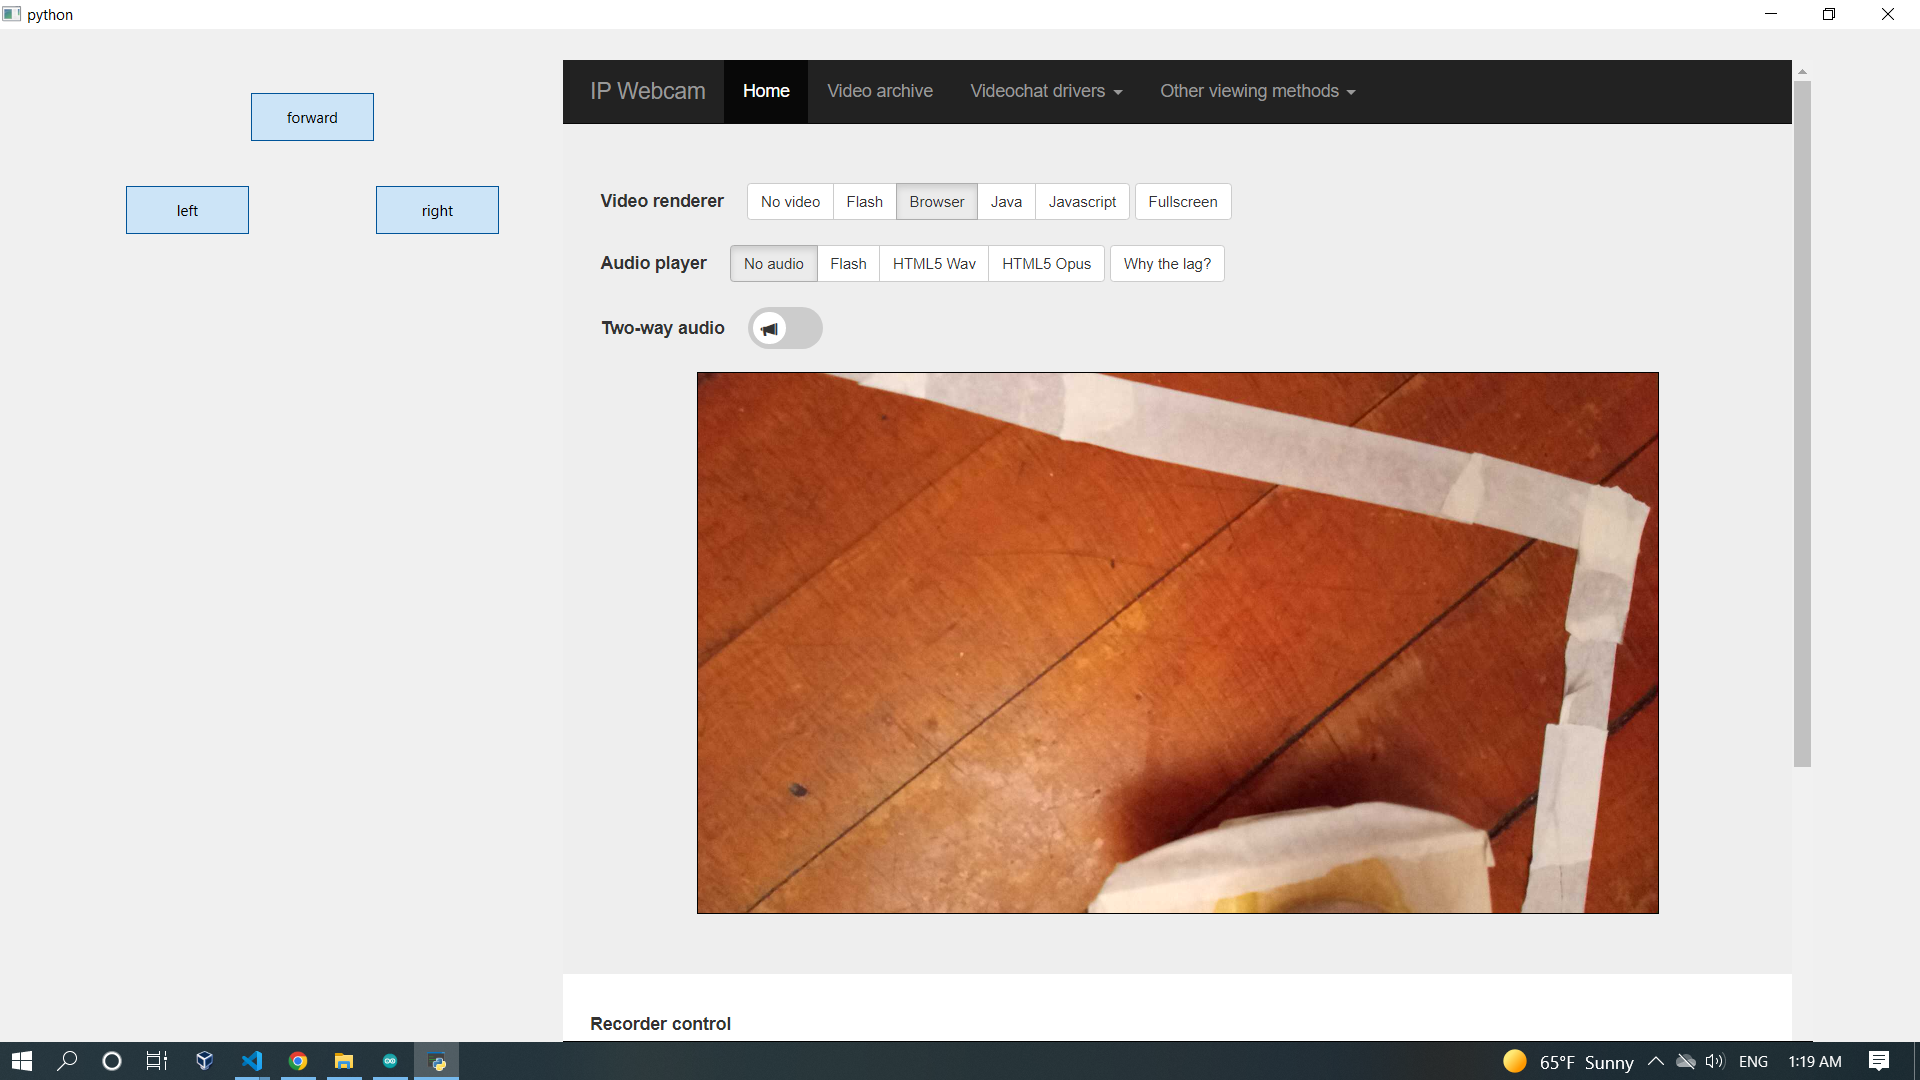 python
forward
left right
IP Webcam Home Video archive Videochat drivers Other viewing methods
Video renderer No video Flash Browser Java Javascript Fullscreen
Audio player No audio Flash HTML5 Wav HTML5 Opus Why the lag?
Two-way audio
Recorder control
65°F Sunny ENG 1:19 AM